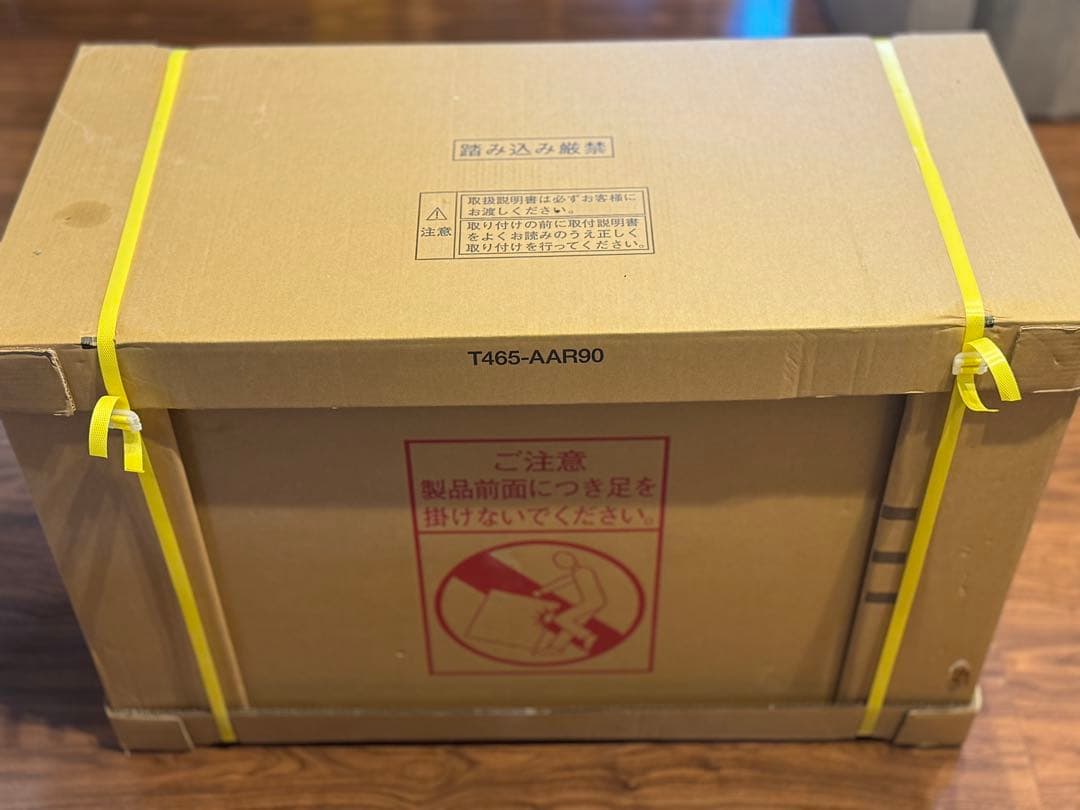 踏み込み厳禁
取扱説明書は必ずお客様に
お渡しください。
注意
取り付けの前に取付説明書
をよくお読みのうえ正しく
取り付けを行ってください。
T465-AAR90
ご注意
製品前面につき足を
掛けないでください。